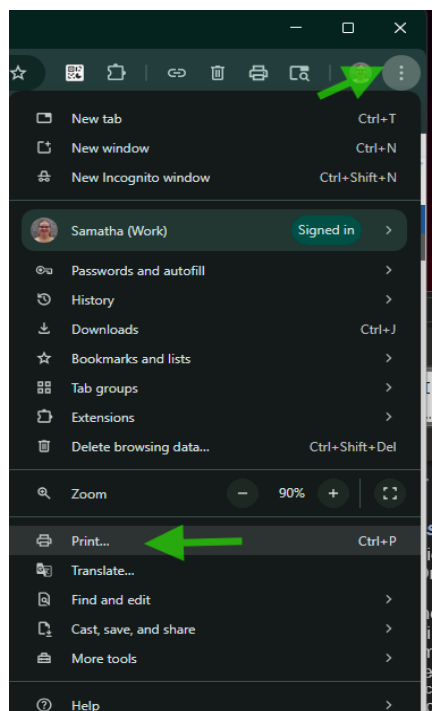 New tab Ctrl+T
New window Ctrl+N
New Incognito window Ctrl+Shift+N
Samatha (Work) Signed in
Passwords and autofill
History
Downloads Ctrl+J
Bookmarks and lists
Tab groups
Extensions
Delete browsing data... Ctrl+Shift+Del
Zoom 90%
Print... Ctrl+P
Translate...
Find and edit
Cast, save, and share
More tools
Help